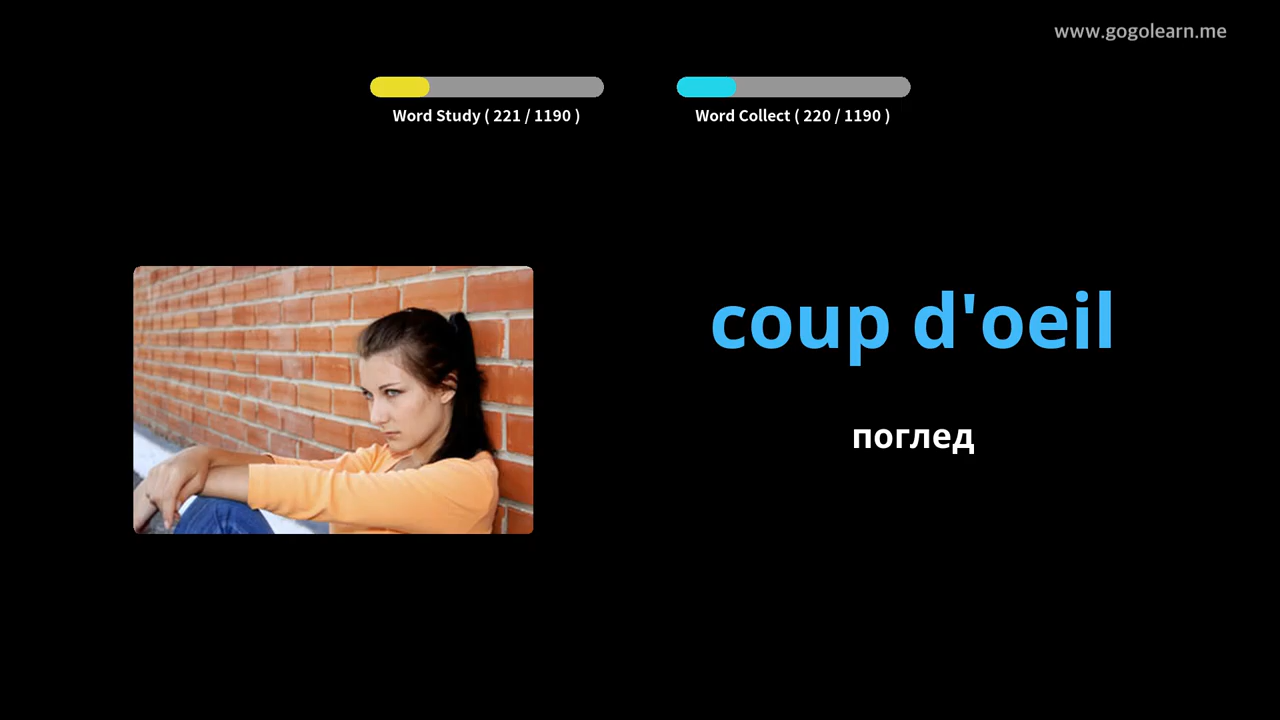 www.gogolearn.me
Word Study ( 221 / 1190 )
Word Collect ( 220 / 1190 )
coup d'oeil
поглед